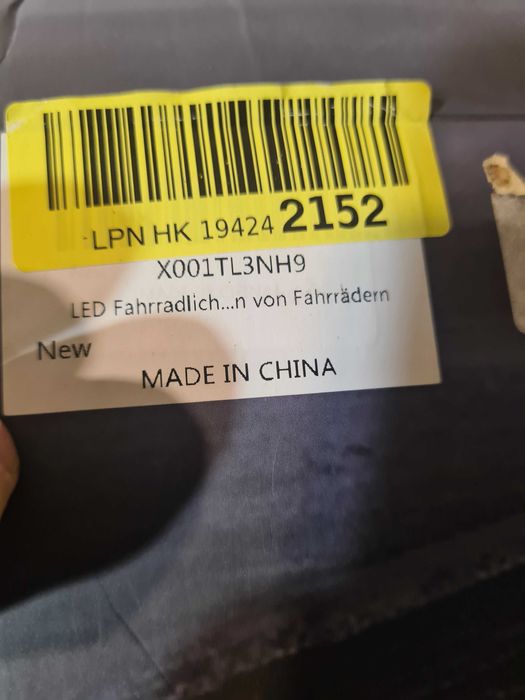 LPN HK 19424 2152
X001TL3NH9
LED Fahrradlich...n von Fahrrädern
New
MADE IN CHINA